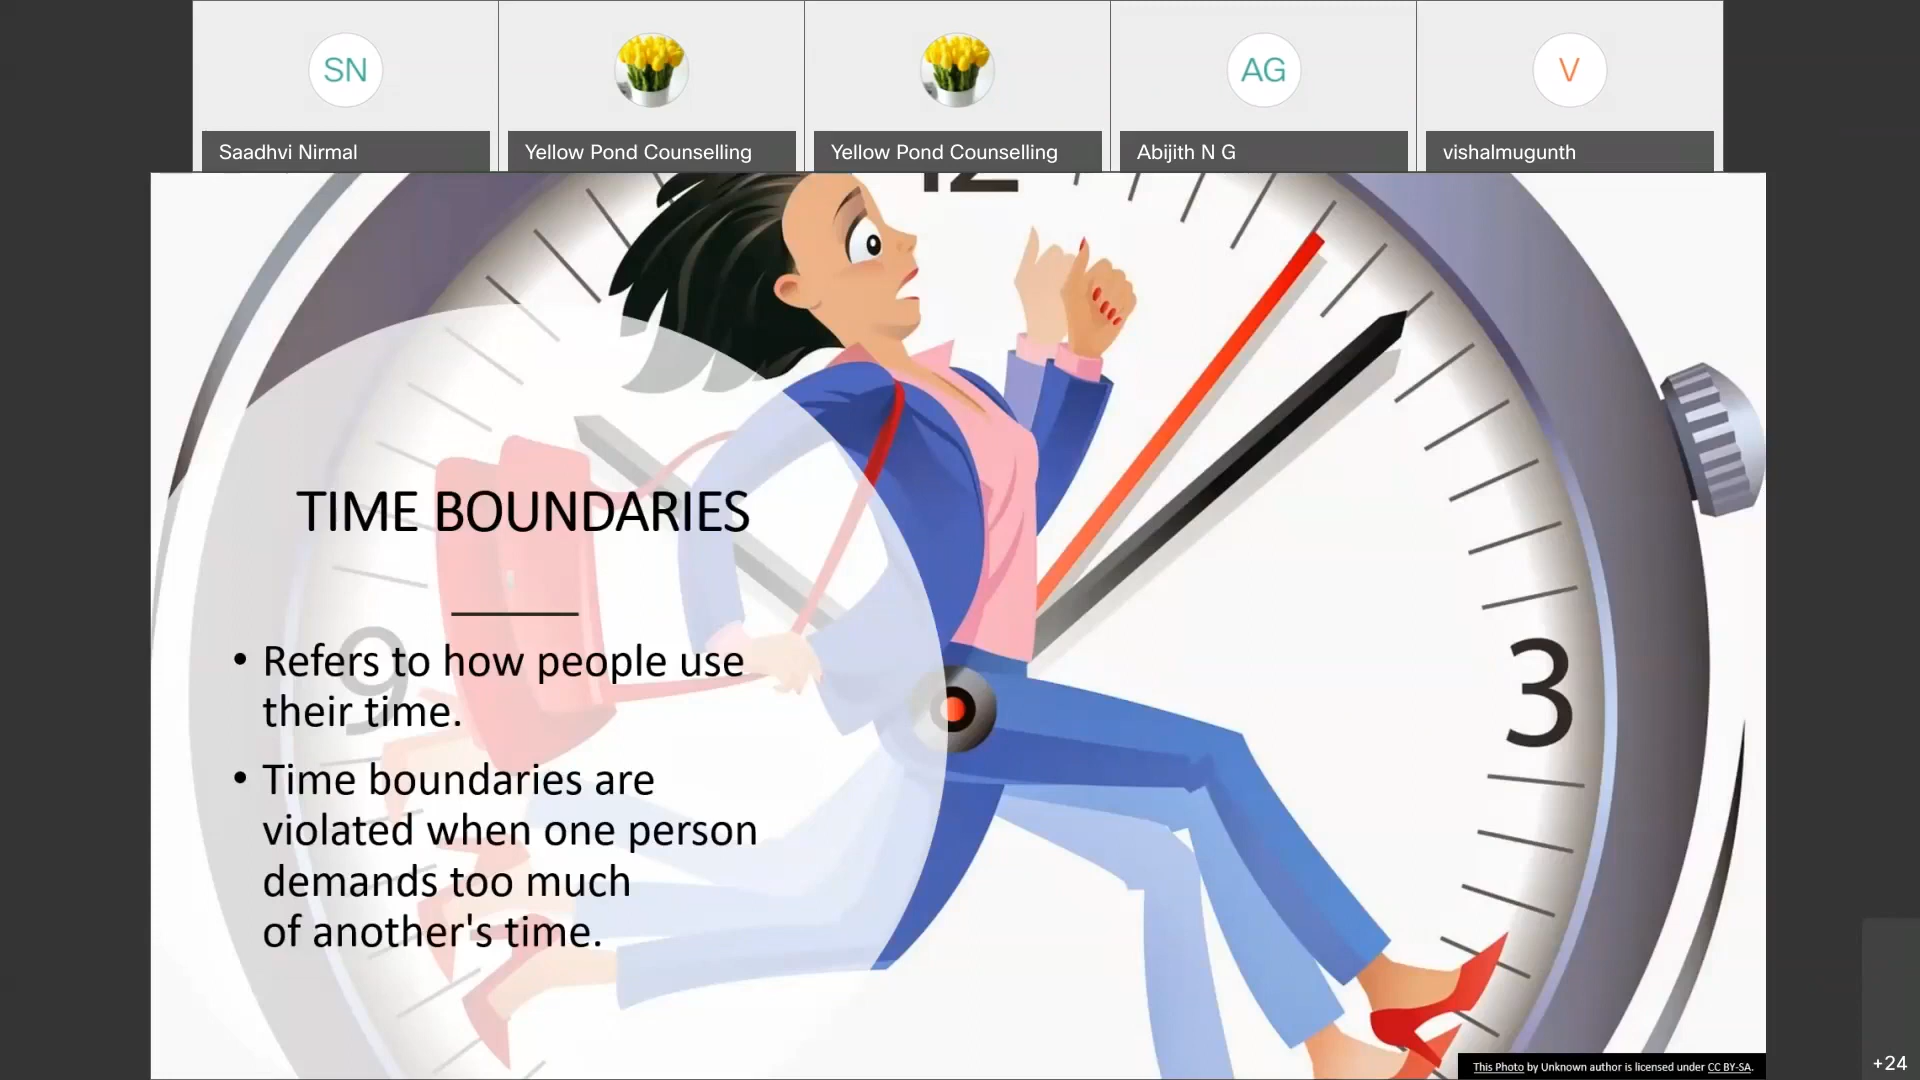 SN
AG
V
Saadhvi Nirmal
Yellow Pond Counselling
Yellow Pond Counselling
Abijith N G
vishalmugunth
12
TIME BOUNDARIES
9
3
• Refers to how people use
their time.
• Time boundaries are
violated when one person
demands too much
of another's time.
+24
This Photo by Unknown author is licensed under CC BY-SA.